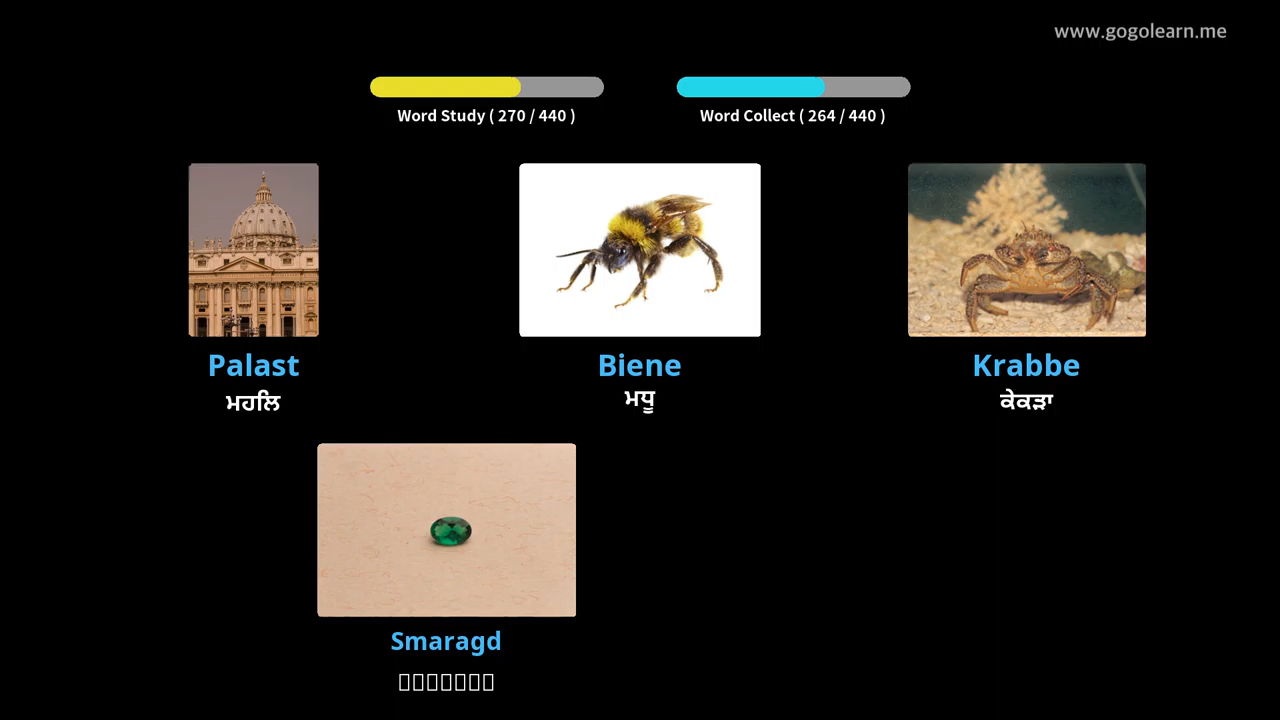 www.gogolearn.me
Word Study ( 270 / 440 )
Word Collect ( 264 / 440 )
Palast
Biene
Krabbe
ਮਹਲਿ
ਮਧੂ
ਕੇਕੜਾ
Smaragd